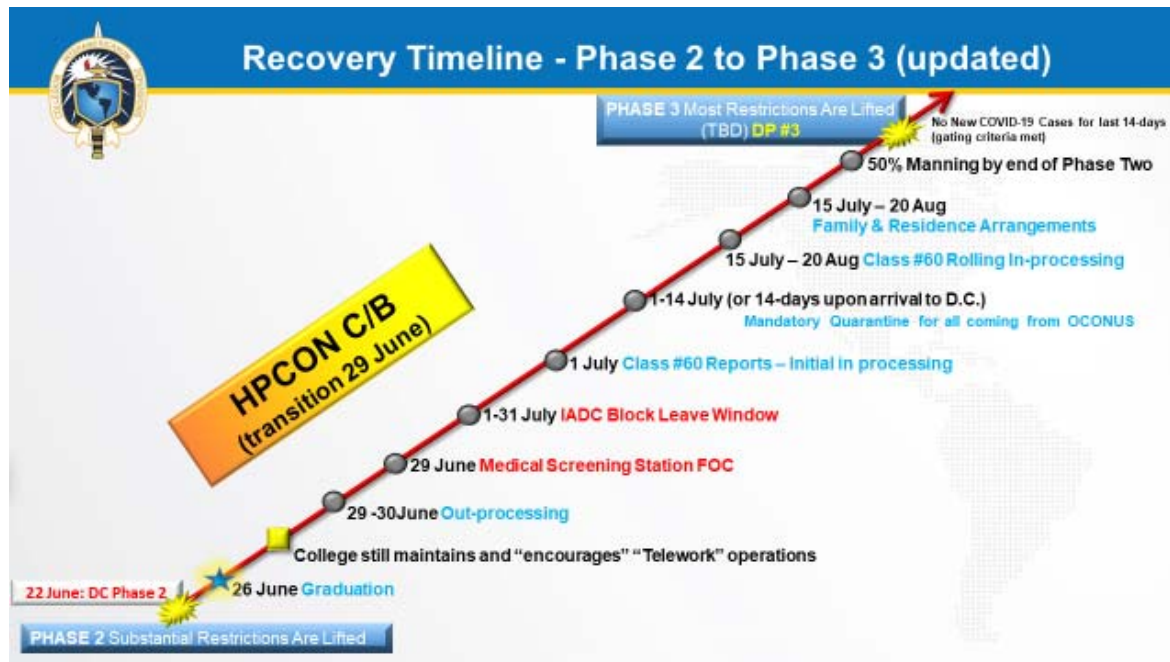 Recovery Timeline - Phase 2 to Phase 3 (updated)
PHASE 3 Most Restrictions Are Lifted
(TBD) DP #3
No New COVID-19 Cases for last 14-days
(gating criteria met)
50% Manning by end of Phase Two
15 July – 20 Aug
Family & Residence Arrangements
15 July – 20 Aug Class #60 Rolling In-processing
1-14 July (or 14-days upon arrival to D.C.)
Mandatory Quarantine for all coming from OCONUS
HPCON C/B
(transition 29 June)
1 July Class #60 Reports – Initial in processing
1-31 July IADC Block Leave Window
29 June Medical Screening Station FOC
29 -30June Out-processing
College still maintains and “encourages” “Telework” operations
22 June: DC Phase 2
26 June Graduation
PHASE 2 Substantial Restrictions Are Lifted